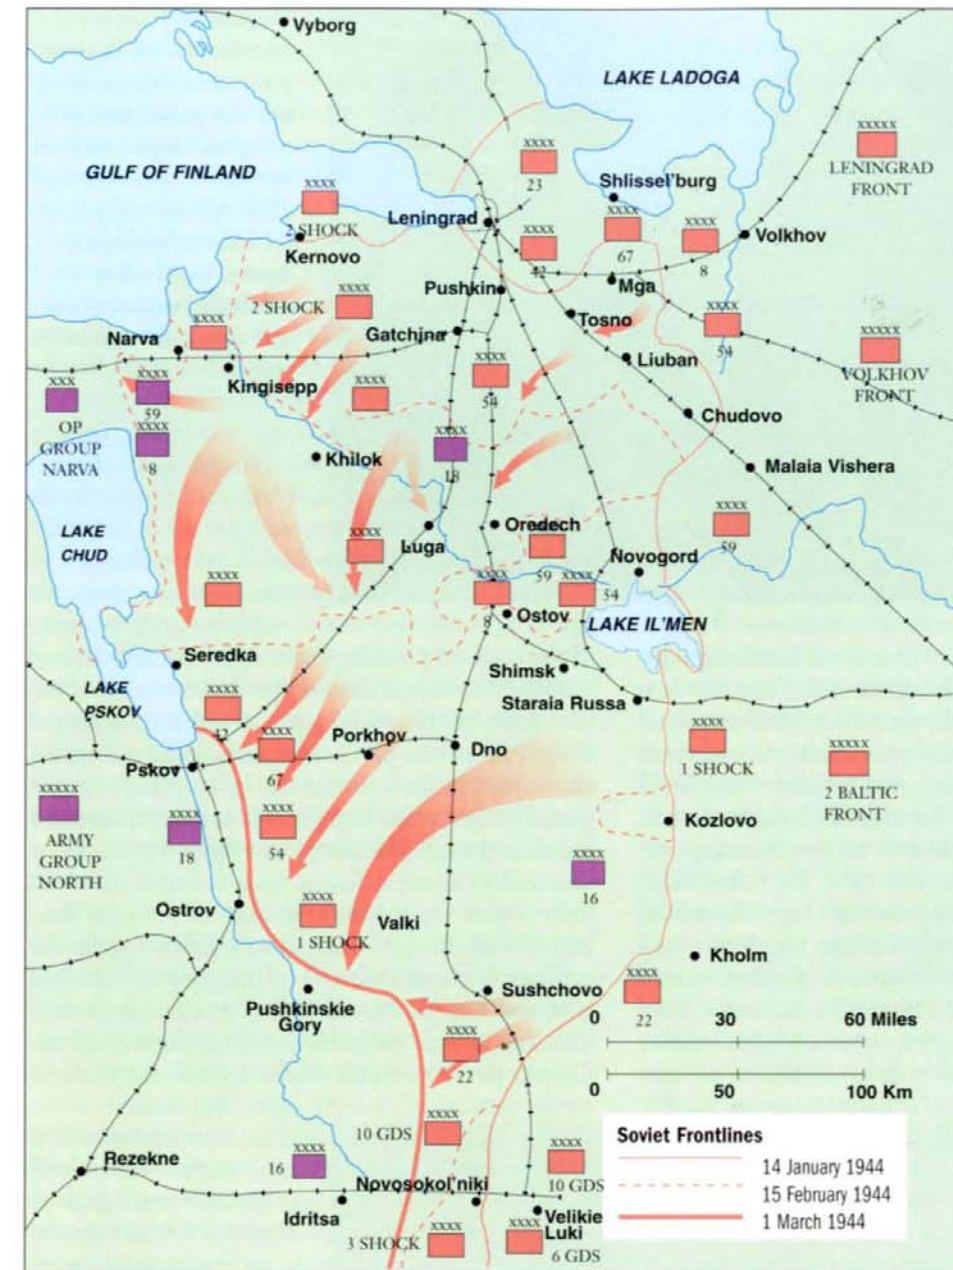 Vyborg
LAKE LADOGA
XXXXX
LENINGRAD
FRONT
XXXX
23
GULF OF FINLAND
XXXX
2 SHOCK
Shlissel'burg
Leningrad
XXXX
67
XXXX
8
Volkhov
XXXX
42
Kernovo
Mga
Pushkin
XXXX
2 SHOCK
Tosno
XXXX
54
XXXXX
VOLKHOV
FRONT
XXXX
Gatchina
Narva
Liuban
Kingisepp
XXX
OP
GROUP
NARVA
XXXX
59
XXXX
XXXX
54
Chudovo
XXXX
8
XXXX
18
Khilok
Malaia Vishera
LAKE
CHUD
Luga
Oredech
59
XXXX
59
XXXX
Novogord
XXXX
XXXX
8
XXXX
54
Ostov
LAKE IL'MEN
Seredka
Shimsk
LAKE
PSKOV
Staraia Russa
XXXX
42
XXXX
67
Porkhov
Dno
XXXX
1 SHOCK
XXXXX
2 BALTIC
FRONT
Pskov
XXXXX
ARMY
GROUP
NORTH
XXXX
18
XXXX
54
Kozlovo
XXXX
16
Ostrov
XXXX
1 SHOCK
Valki
Kholm
Pushkinskie
Gory
Sushchovo
XXXX
22
0 30 60 Miles
0 50 100 Km
XXXX
22
XXXX
10 GDS
Soviet Frontlines
14 January 1944
15 February 1944
1 March 1944
Rezekne
XXXX
16
XXXX
10 GDS
Novosokol'niki
Idritsa
Velikie
Luki
XXXX
3 SHOCK
XXXX
6 GDS